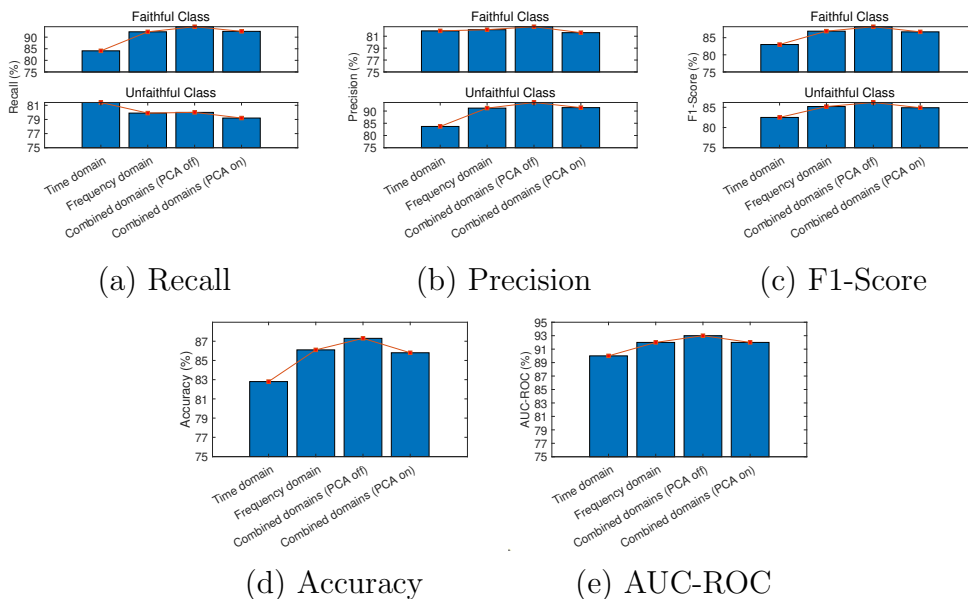 Faithful Class
90
85
80
75
Recall (%)
Unfaithful Class
81
79
77
75
Time domain
Frequency domain
Combined domains (PCA off)
Combined domains (PCA on)
(a) Recall
Faithful Class
81
79
77
75
Precision (%)
Unfaithful Class
90
85
80
75
Time domain
Frequency domain
Combined domains (PCA off)
Combined domains (PCA on)
(b) Precision
Faithful Class
85
80
75
F1-Score (%)
Unfaithful Class
85
80
Time domain
Frequency domain
Combined domains (PCA off)
Combined domains (PCA on)
(c) F1-Score
87
85
83
81
79
77
75
Accuracy (%)
Time domain
Frequency domain
Combined domains (PCA off)
Combined domains (PCA on)
(d) Accuracy
95
93
91
89
87
85
83
81
79
77
75
AUC-ROC (%)
Time domain
Frequency domain
Combined domains (PCA off)
Combined domains (PCA on)
(e) AUC-ROC